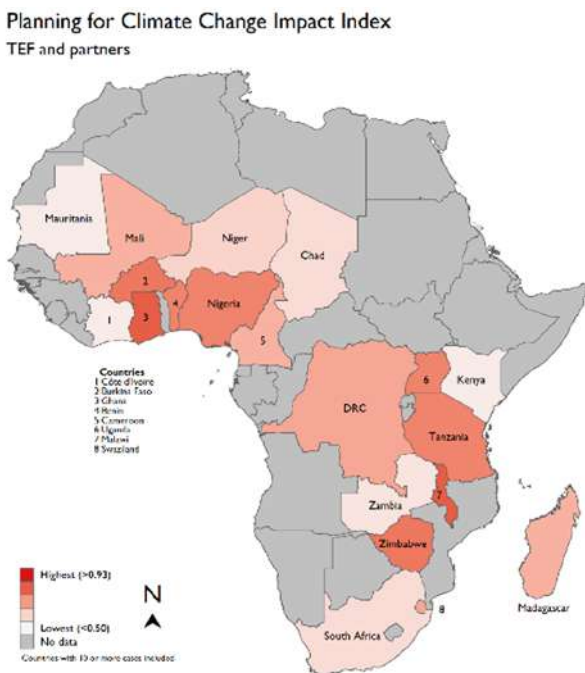 Planning for Climate Change Impact Index
TEF and partners
Mauritania
Mali
Niger
Chad
2
Nigeria
1
3
4
5
Countries
1 Côte d'Ivoire
2 Burkina Faso
3 Ghana
4 Benin
5 Cameroon
6 Uganda
7 Malawi
8 Swaziland
6
Kenya
DRC
Tanzania
7
Zambia
Zimbabwe
Madagascar
8
South Africa
Highest (>0.93)
Lowest (<0.50)
No data
Countries with 10 or more cases included
N